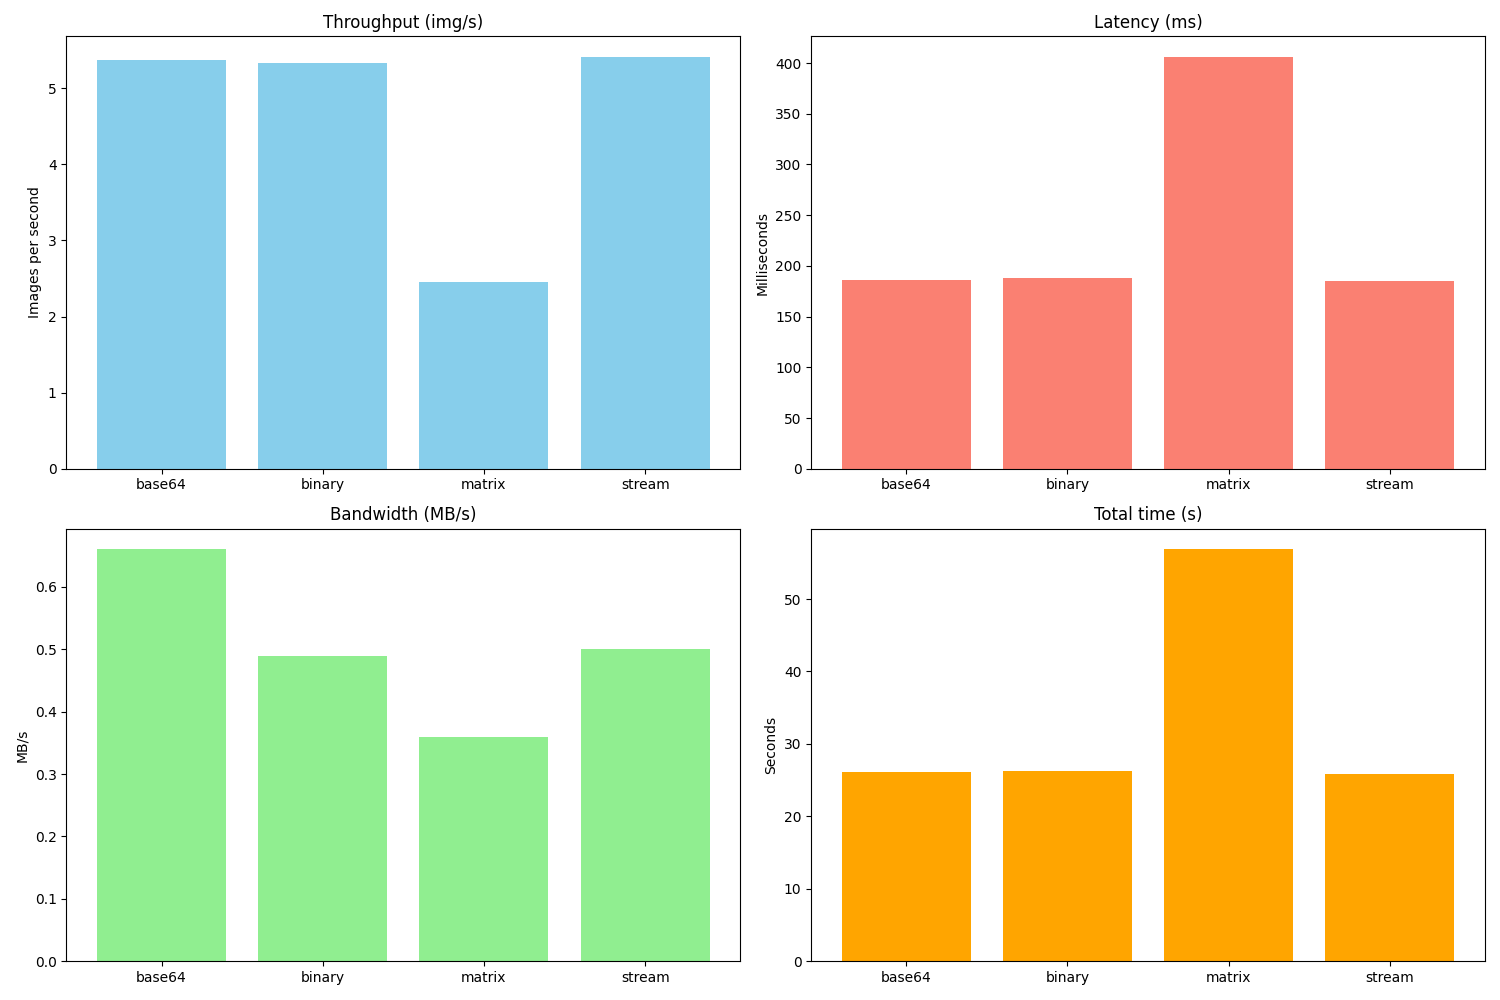 Throughput (img/s)
Images per second
5
4
3
2
1
0
base64 binary matrix stream
Latency (ms)
Milliseconds
400
350
300
250
200
150
100
50
0
base64 binary matrix stream
Bandwidth (MB/s)
MB/s
0.6
0.5
0.4
0.3
0.2
0.1
0.0
base64 binary matrix stream
Total time (s)
Seconds
50
40
30
20
10
0
base64 binary matrix stream